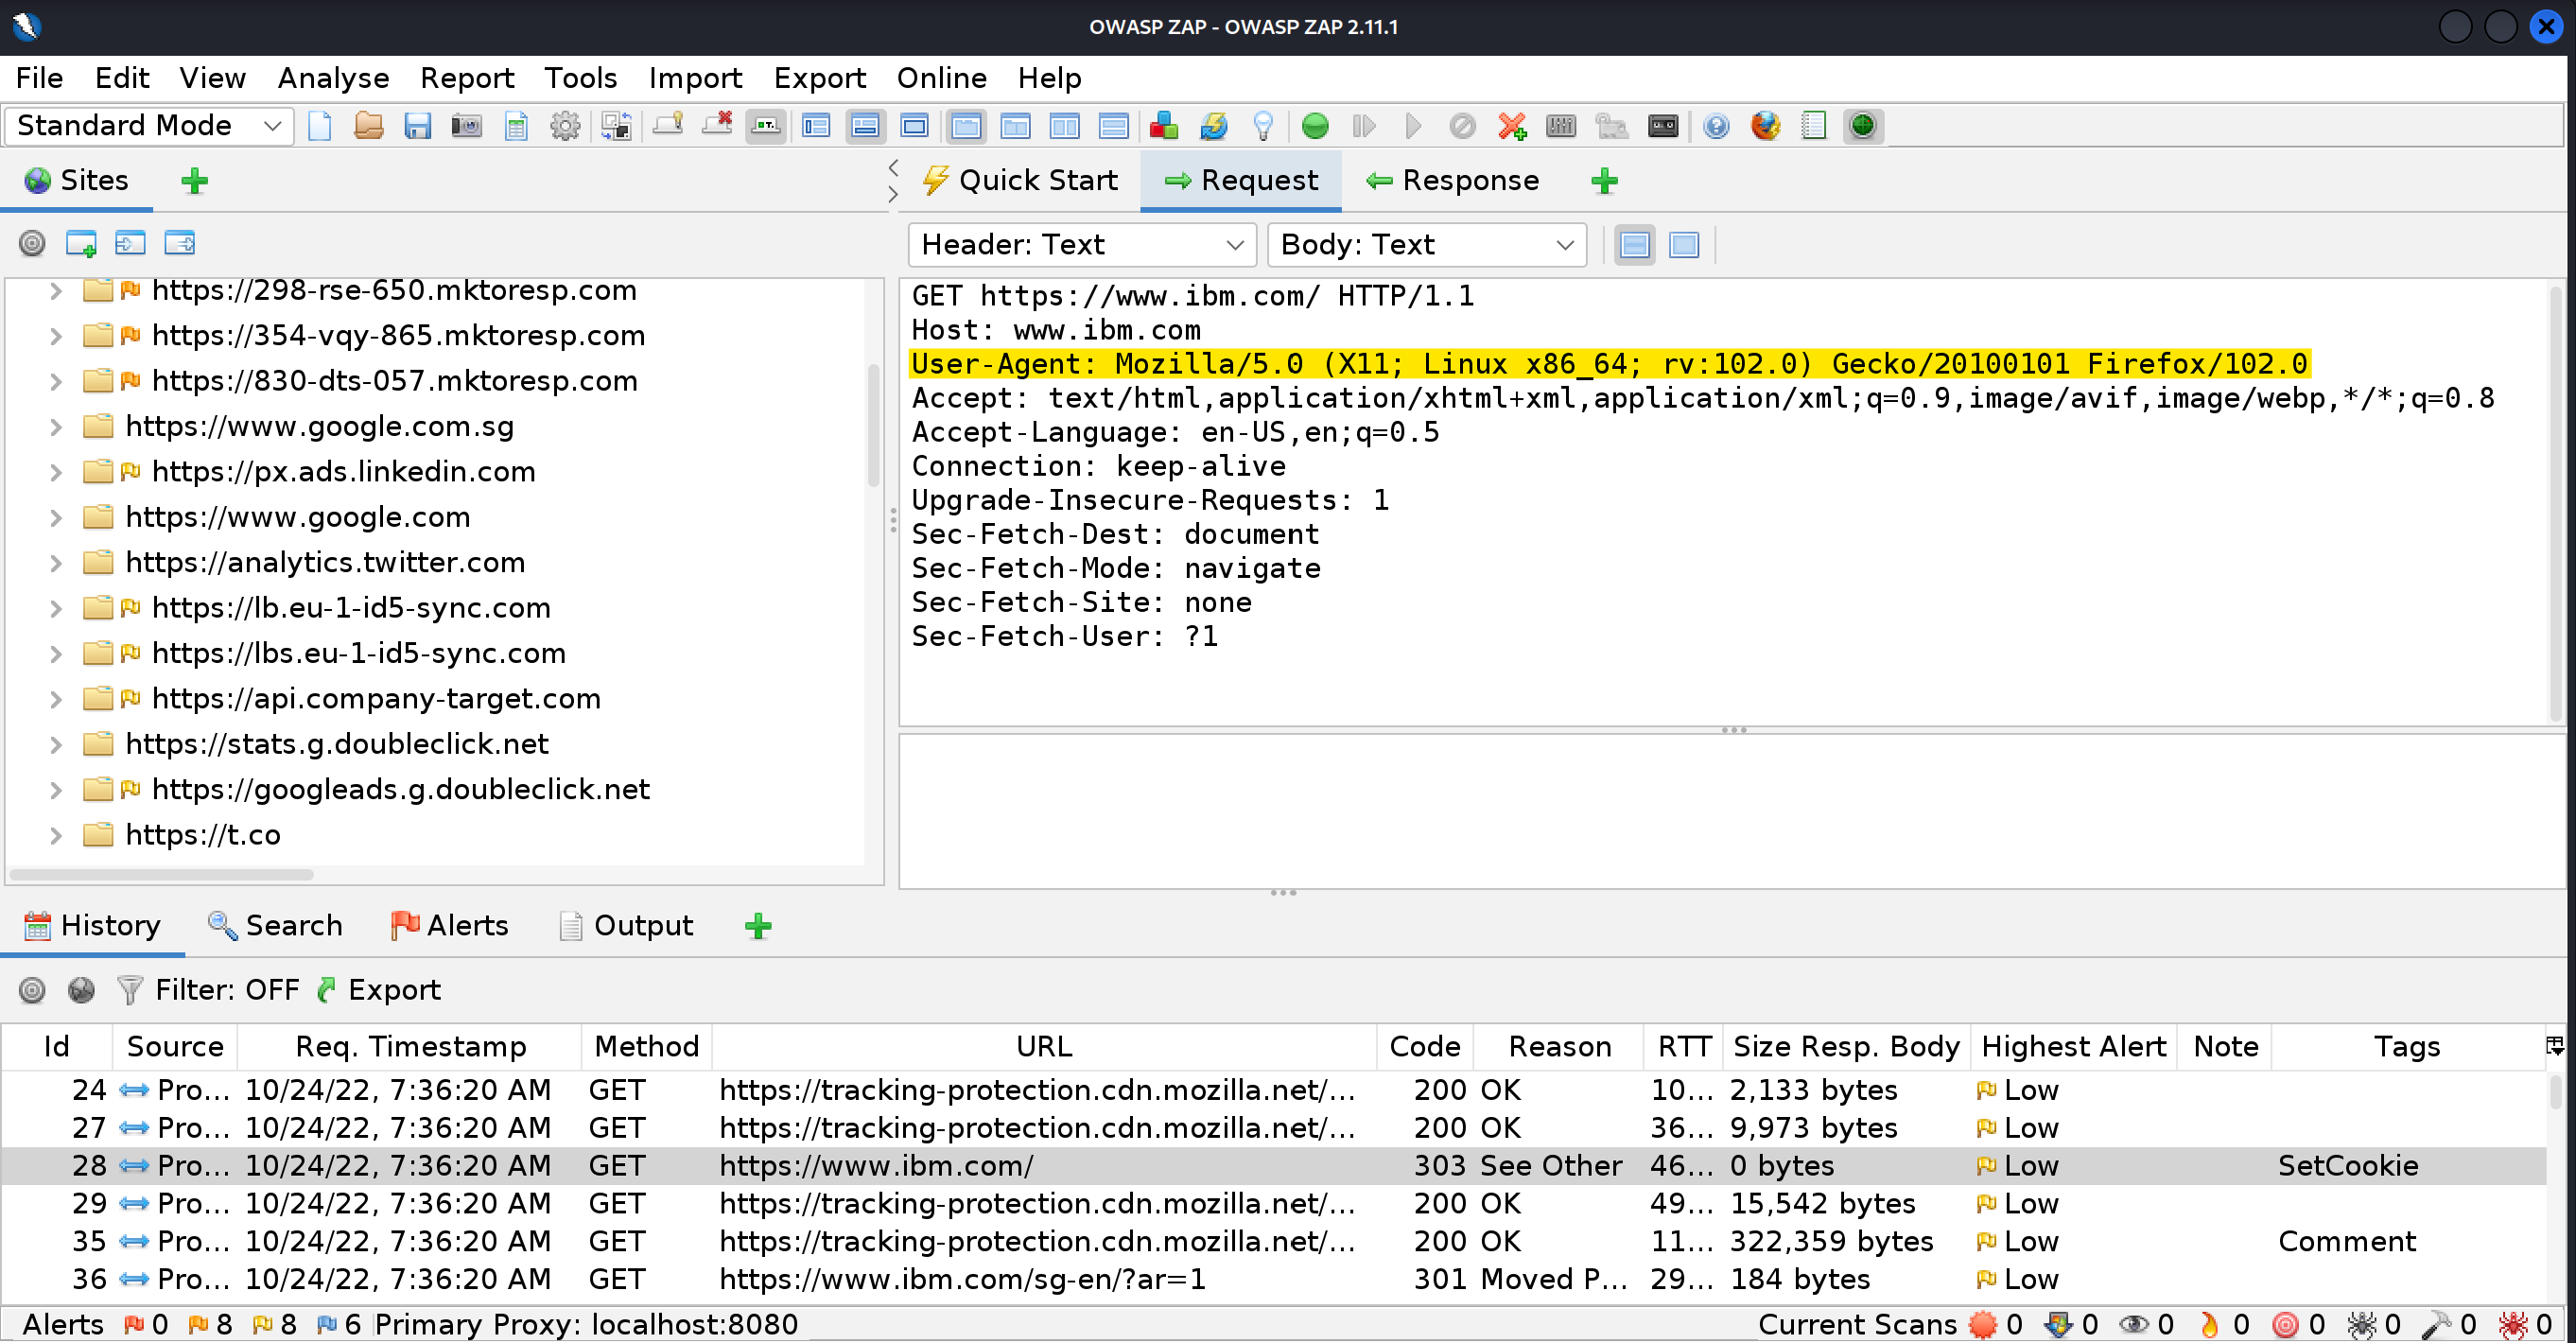 OWASP ZAP - OWASP ZAP 2.11.1
File Edit View Analyse Report Tools Import Export Online Help
Standard Mode
Sites
Quick Start Request Response
Header: Text Body: Text
https://298-rse-650.mktoresp.com
https://354-vqy-865.mktoresp.com
https://830-dts-057.mktoresp.com
https://www.google.com.sg
https://px.ads.linkedin.com
https://www.google.com
https://analytics.twitter.com
https://lb.eu-1-id5-sync.com
https://lbs.eu-1-id5-sync.com
https://api.company-target.com
https://stats.g.doubleclick.net
https://googleads.g.doubleclick.net
https://t.co
GET https://www.ibm.com/ HTTP/1.1
Host: www.ibm.com
User-Agent: Mozilla/5.0 (X11; Linux x86_64; rv:102.0) Gecko/20100101 Firefox/102.0
Accept: text/html,application/xhtml+xml,application/xml;q=0.9,image/avif,image/webp,*/*;q=0.8
Accept-Language: en-US,en;q=0.5
Connection: keep-alive
Upgrade-Insecure-Requests: 1
Sec-Fetch-Dest: document
Sec-Fetch-Mode: navigate
Sec-Fetch-Site: none
Sec-Fetch-User: ?1
History Search Alerts Output
Filter: OFF Export
Id Source Req. Timestamp Method URL Code Reason RTT Size Resp. Body Highest Alert Note Tags
24 Pro... 10/24/22, 7:36:20 AM GET https://tracking-protection.cdn.mozilla.net/... 200 OK 10... 2,133 bytes Low
27 Pro... 10/24/22, 7:36:20 AM GET https://tracking-protection.cdn.mozilla.net/... 200 OK 36... 9,973 bytes Low
28 Pro... 10/24/22, 7:36:20 AM GET https://www.ibm.com/ 303 See Other 46... 0 bytes Low SetCookie
29 Pro... 10/24/22, 7:36:20 AM GET https://tracking-protection.cdn.mozilla.net/... 200 OK 49... 15,542 bytes Low
35 Pro... 10/24/22, 7:36:20 AM GET https://tracking-protection.cdn.mozilla.net/... 200 OK 11... 322,359 bytes Low Comment
36 Pro... 10/24/22, 7:36:20 AM GET https://www.ibm.com/sg-en/?ar=1 301 Moved P... 29... 184 bytes Low
Alerts 0 8 8 6 Primary Proxy: localhost:8080 Current Scans 0 0 0 0 0 0 0 0